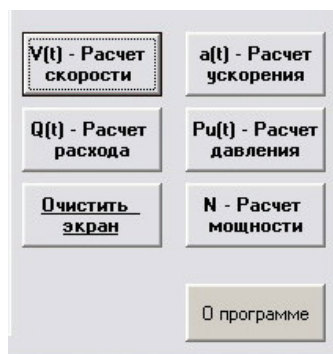 V(t) - Расчет
скорости
a(t) - Расчет
ускорения
Q(t) - Расчет
расхода
Pu(t) - Расчет
давления
Очистить
экран
N - Расчет
мощности
О программе